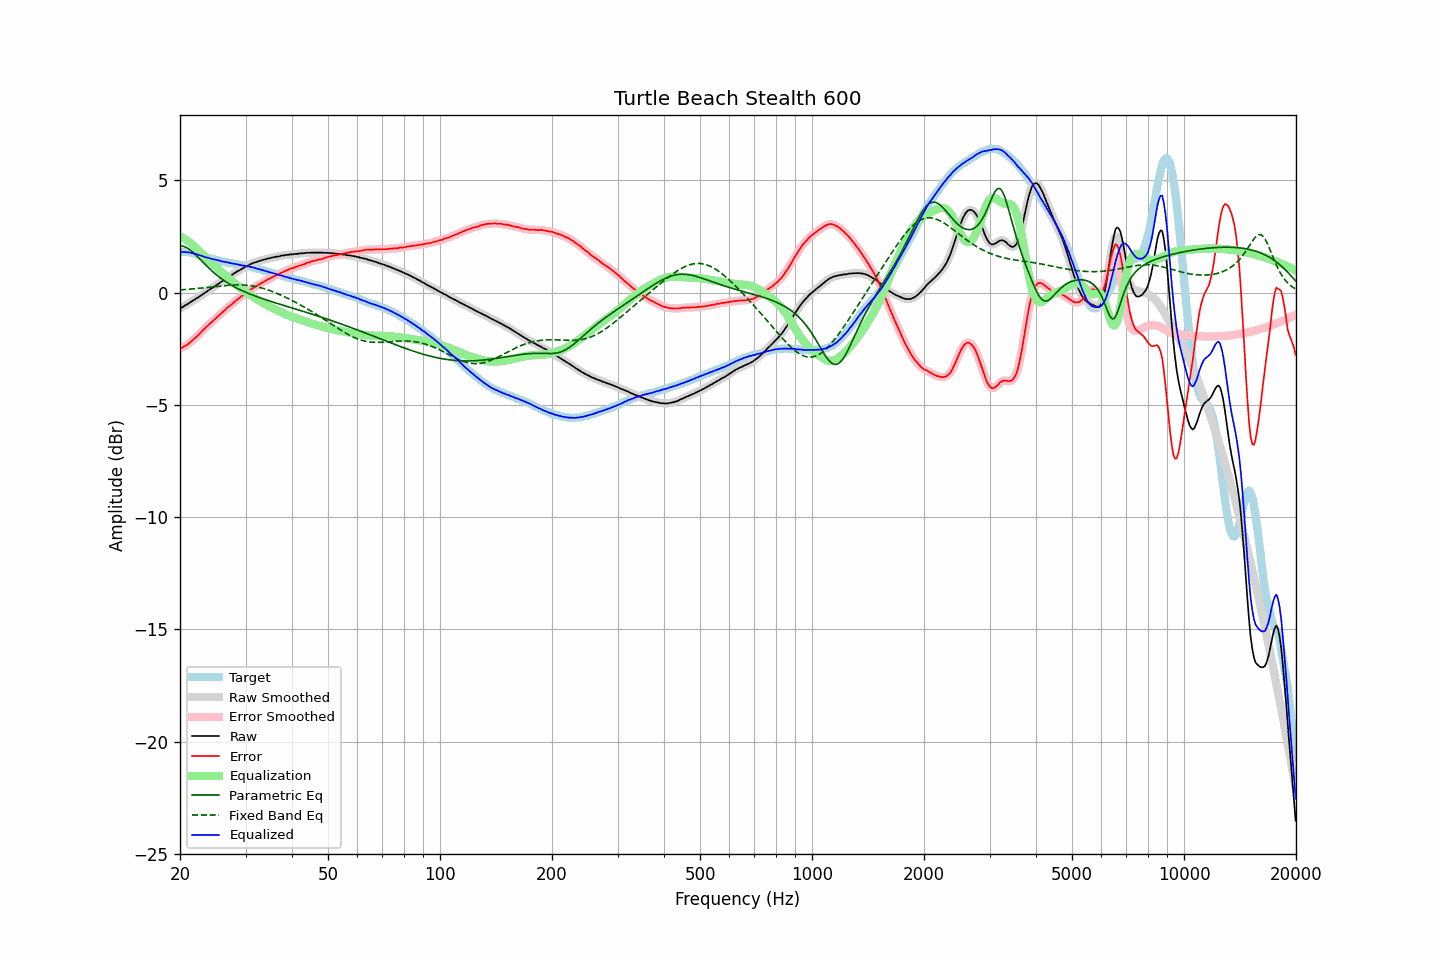 Turtle Beach Stealth 600
5
0
−5
−10
−15
−20
−25
Amplitude (dBr)
Target
Raw Smoothed
Error Smoothed
Raw
Error
Equalization
Parametric Eq
Fixed Band Eq
Equalized
20 50 100 200 500 1000 2000 5000 10000 20000
Frequency (Hz)